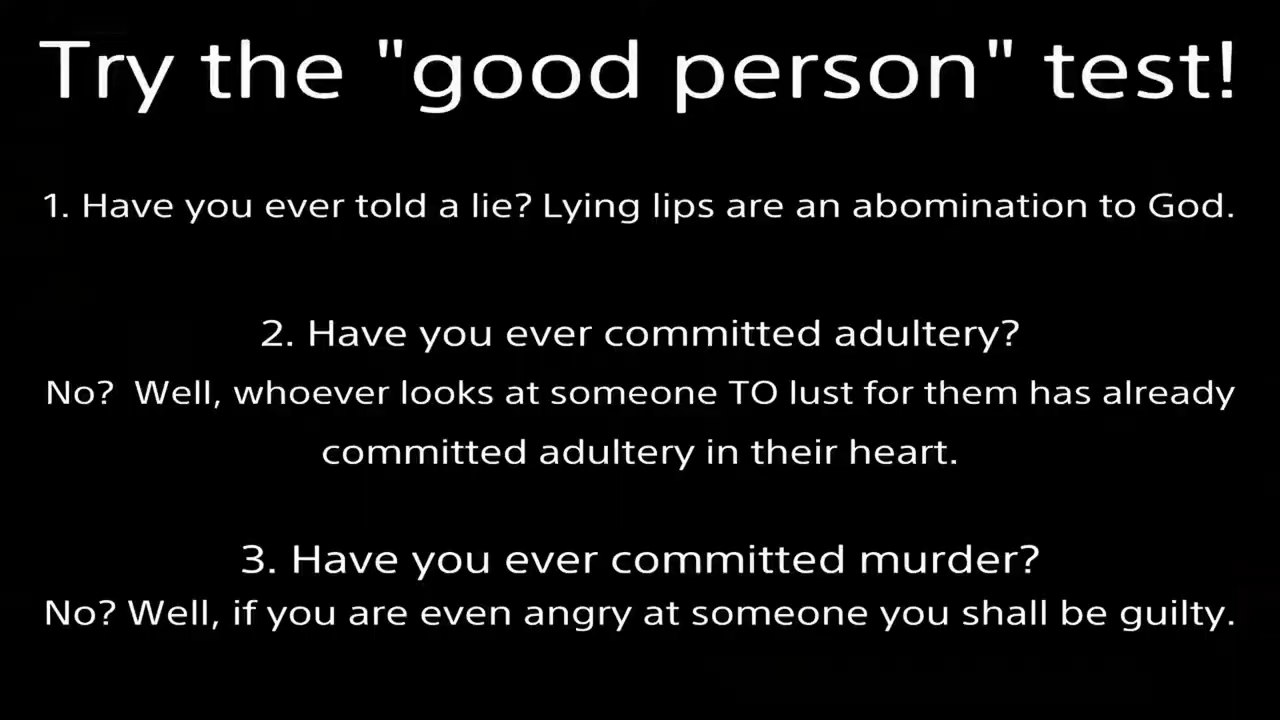 Try the "good person" test!
1. Have you ever told a lie? Lying lips are an abomination to God.
2. Have you ever committed adultery?
No?  Well, whoever looks at someone TO lust for them has already
committed adultery in their heart.
3. Have you ever committed murder?
No? Well, if you are even angry at someone you shall be guilty.